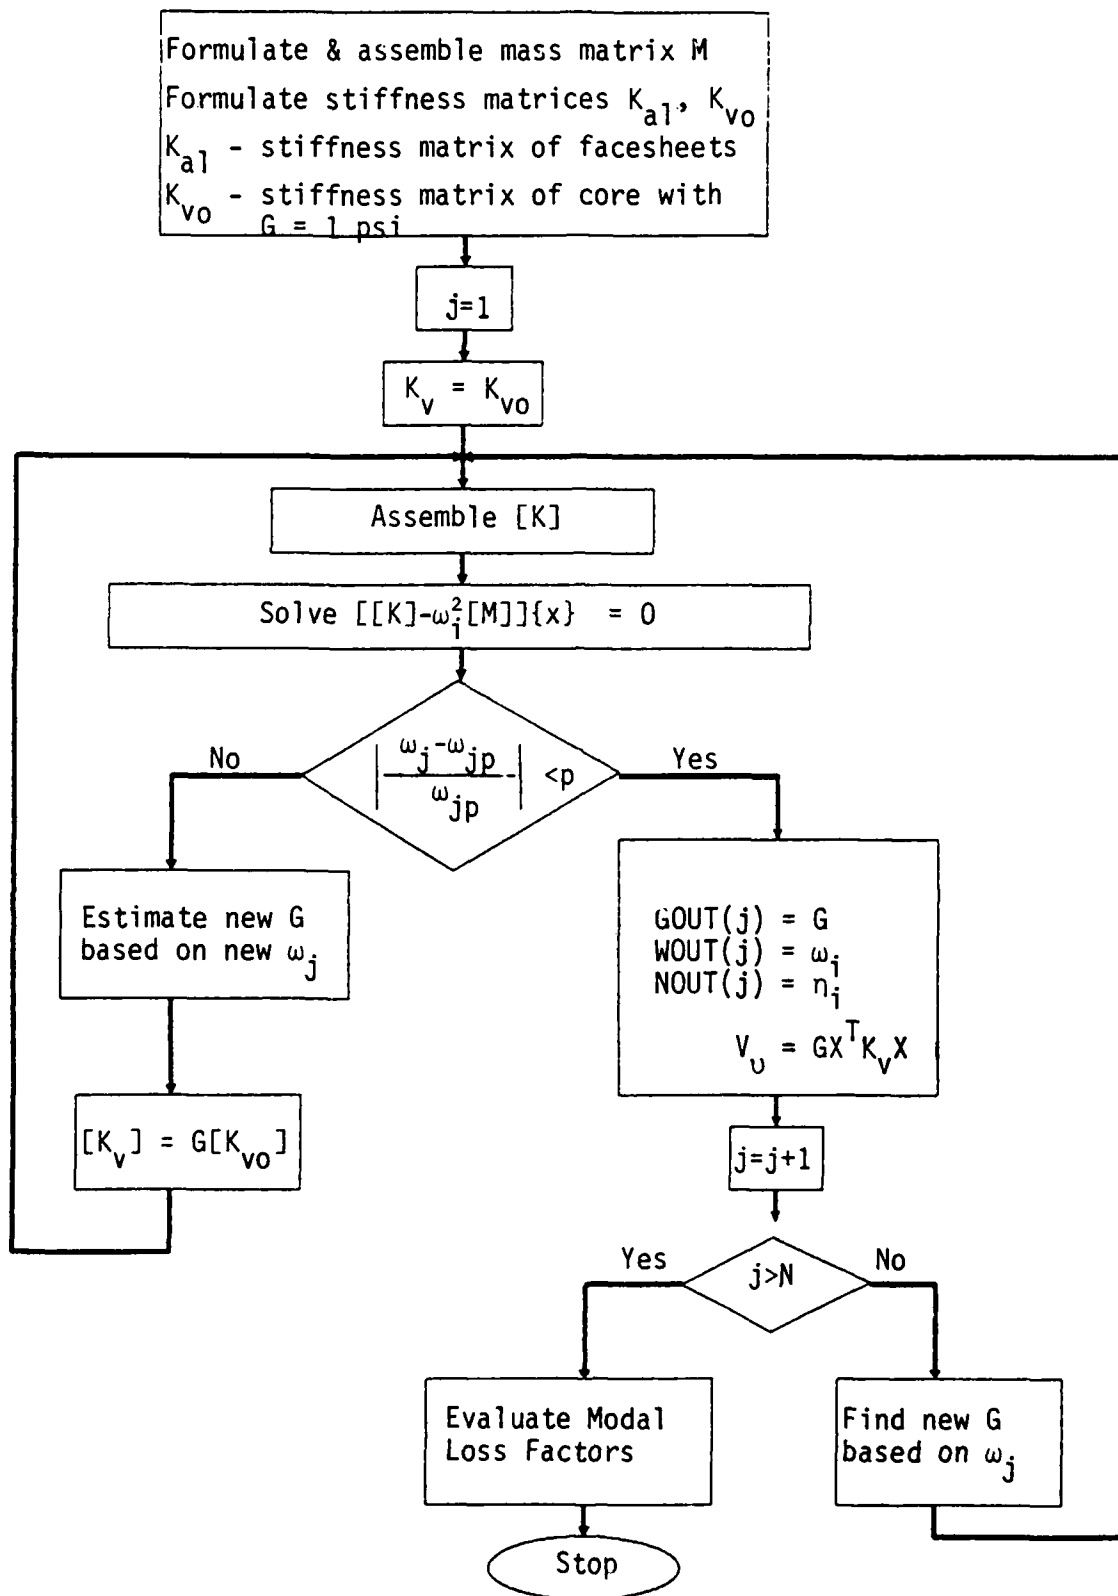 Formulate & assemble mass matrix M
Formulate stiffness matrices K_al, K_vo
K_al - stiffness matrix of facesheets
K_vo - stiffness matrix of core with
G = 1 psi
j=1
K_v = K_vo
Assemble [K]
Solve [[K]-ω_i^2[M]]{x} = 0
| (ω_j-ω_jp)/ω_jp | <p
No
Yes
Estimate new G
based on new ω_j
[K_v] = G[K_vo]
GOUT(j) = G
WOUT(j) = ω_i
NOUT(j) = η_i
V_υ = GX^T K_v X
j=j+1
j>N
Yes
No
Evaluate Modal
Loss Factors
Find new G
based on ω_j
Stop